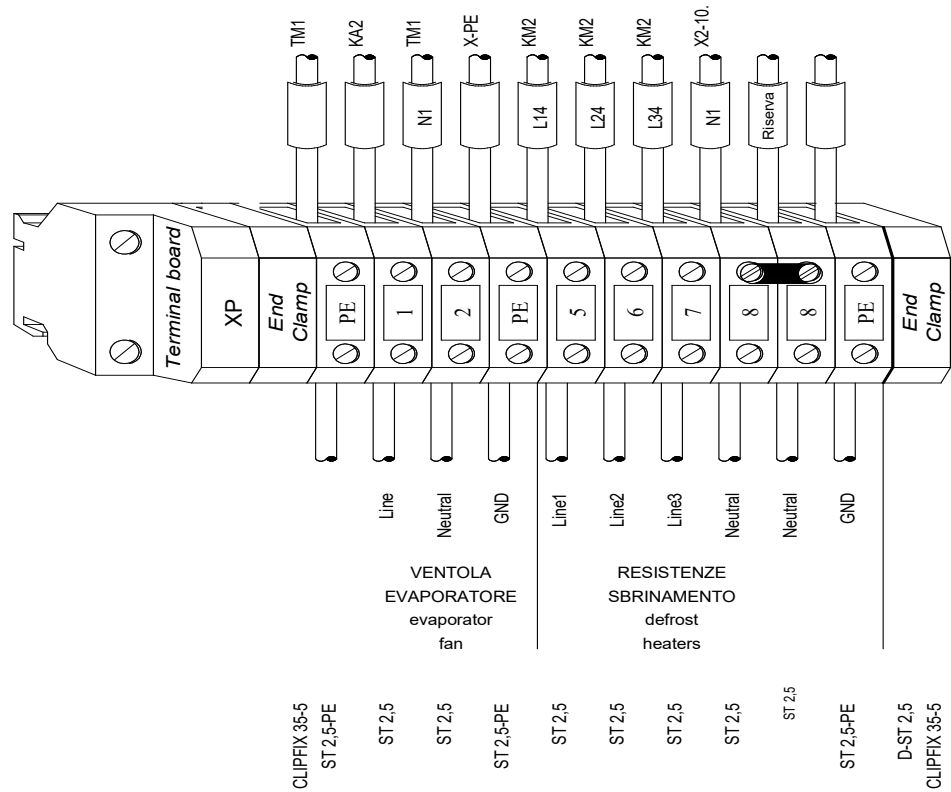 TM1
KA2
TM1
X-PE
KM2
KM2
KM2
X2-10.
N1
L14
L24
L34
N1
Riserva
Terminal board
XP
End
Clamp
PE
1
2
PE
5
6
7
8
8
PE
End
Clamp
Line
Neutral
GND
Line1
Line2
Line3
Neutral
Neutral
GND
VENTOLA
EVAPORATORE
evaporator
fan
RESISTENZE
SBRINAMENTO
defrost
heaters
CLIPFIX 35-5
ST 2,5-PE
ST 2,5
ST 2,5
ST 2,5-PE
ST 2,5
ST 2,5
ST 2,5
ST 2,5
ST 2,5
ST 2,5-PE
D-ST 2,5
CLIPFIX 35-5